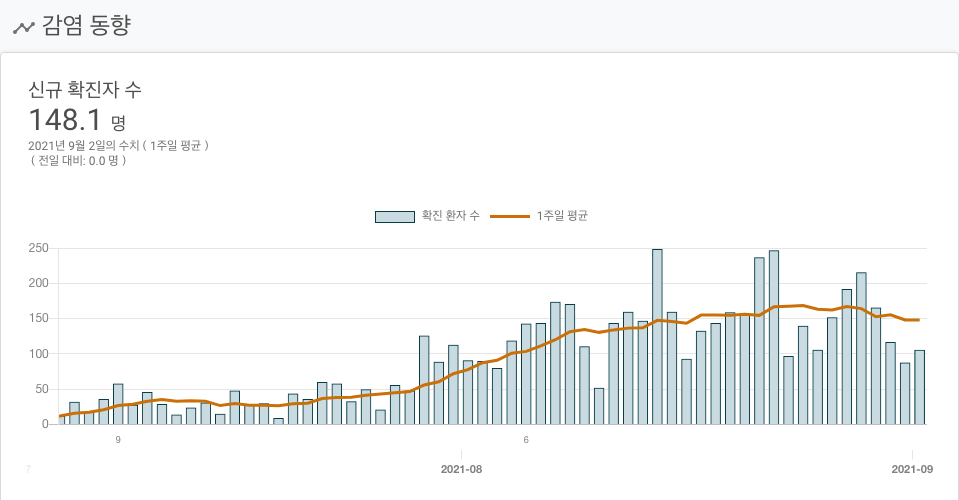 감염 동향
신규 확진자 수
148.1 명
2021년 9월 2일의 수치 ( 1주일 평균 )
( 전일 대비: 0.0 명 )
확진 환자 수 1주일 평균
250
200
150
100
50
0
9 6
7 2021-08 2021-09